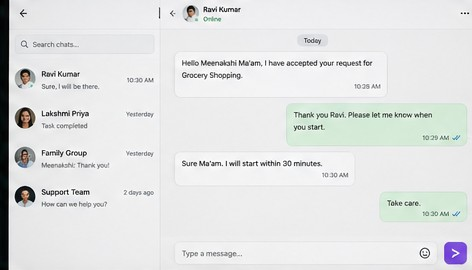 Search chats...
Ravi Kumar
10:30 AM
Sure, I will be there.
Lakshmi Priya
Yesterday
Task completed
Family Group
Yesterday
Meenakshi: Thank you!
Support Team
2 days ago
How can we help you?
Ravi Kumar
Online
Today
Hello Meenakshi Ma'am, I have accepted your request for
Grocery Shopping.
10:28 AM
Thank you Ravi. Please let me know when
you start.
10:29 AM
Sure Ma'am. I will start within 30 minutes.
10:30 AM
Take care.
10:30 AM
Type a message...